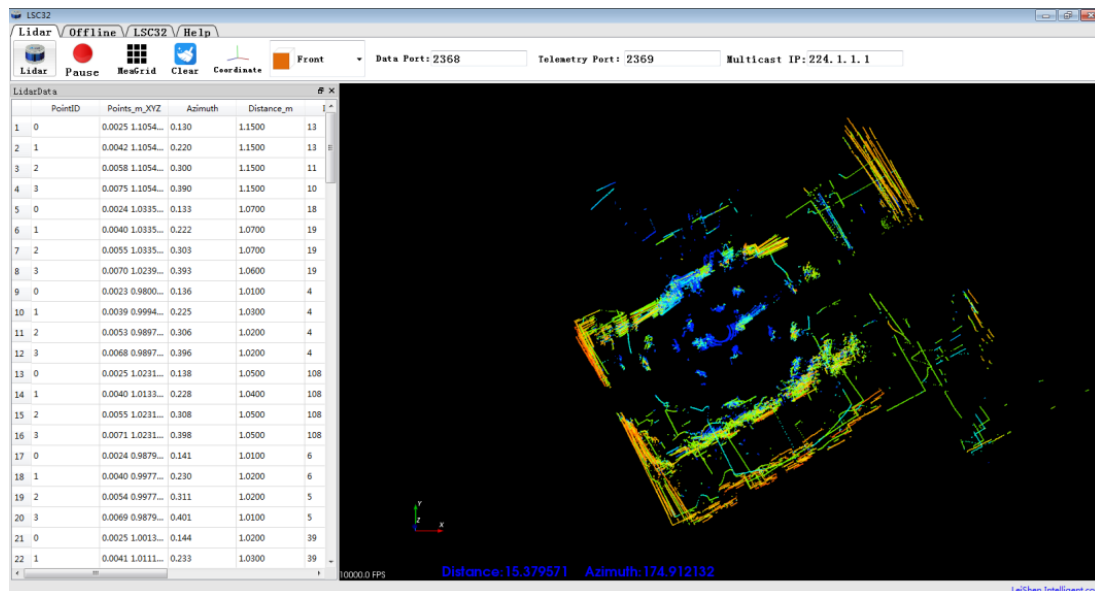 LSC32
Lidar Offline LSC32 Help
Lidar Pause MeaGrid Clear Coordinate Front Data Port: 2368 Telemetry Port: 2369 Multicast IP: 224.1.1.1
LidarData
PointID Points_m_XYZ Azimuth Distance_m
1 0 0.0025 1.1054... 0.130 1.1500 13
2 1 0.0042 1.1054... 0.220 1.1500 13
3 2 0.0058 1.1054... 0.300 1.1500 11
4 3 0.0075 1.1054... 0.390 1.1500 10
5 0 0.0024 1.0335... 0.133 1.0700 18
6 1 0.0040 1.0335... 0.222 1.0700 19
7 2 0.0055 1.0335... 0.303 1.0700 19
8 3 0.0070 1.0239... 0.393 1.0600 19
9 0 0.0023 0.9800... 0.136 1.0100 4
10 1 0.0039 0.9994... 0.225 1.0300 4
11 2 0.0053 0.9897... 0.306 1.0200 4
12 3 0.0068 0.9897... 0.396 1.0200 4
13 0 0.0025 1.0231... 0.138 1.0500 108
14 1 0.0040 1.0133... 0.228 1.0400 108
15 2 0.0055 1.0231... 0.308 1.0500 108
16 3 0.0071 1.0231... 0.398 1.0500 108
17 0 0.0024 0.9879... 0.141 1.0100 6
18 1 0.0040 0.9977... 0.230 1.0200 6
19 2 0.0054 0.9977... 0.311 1.0200 5
20 3 0.0069 0.9879... 0.401 1.0100 5
21 0 0.0025 1.0013... 0.144 1.0200 39
22 1 0.0041 1.0111... 0.233 1.0300 39
Y
Z X
10000.0 FPS Distance:15.379571 Azimuth:174.912132
LeiShen Intelligent